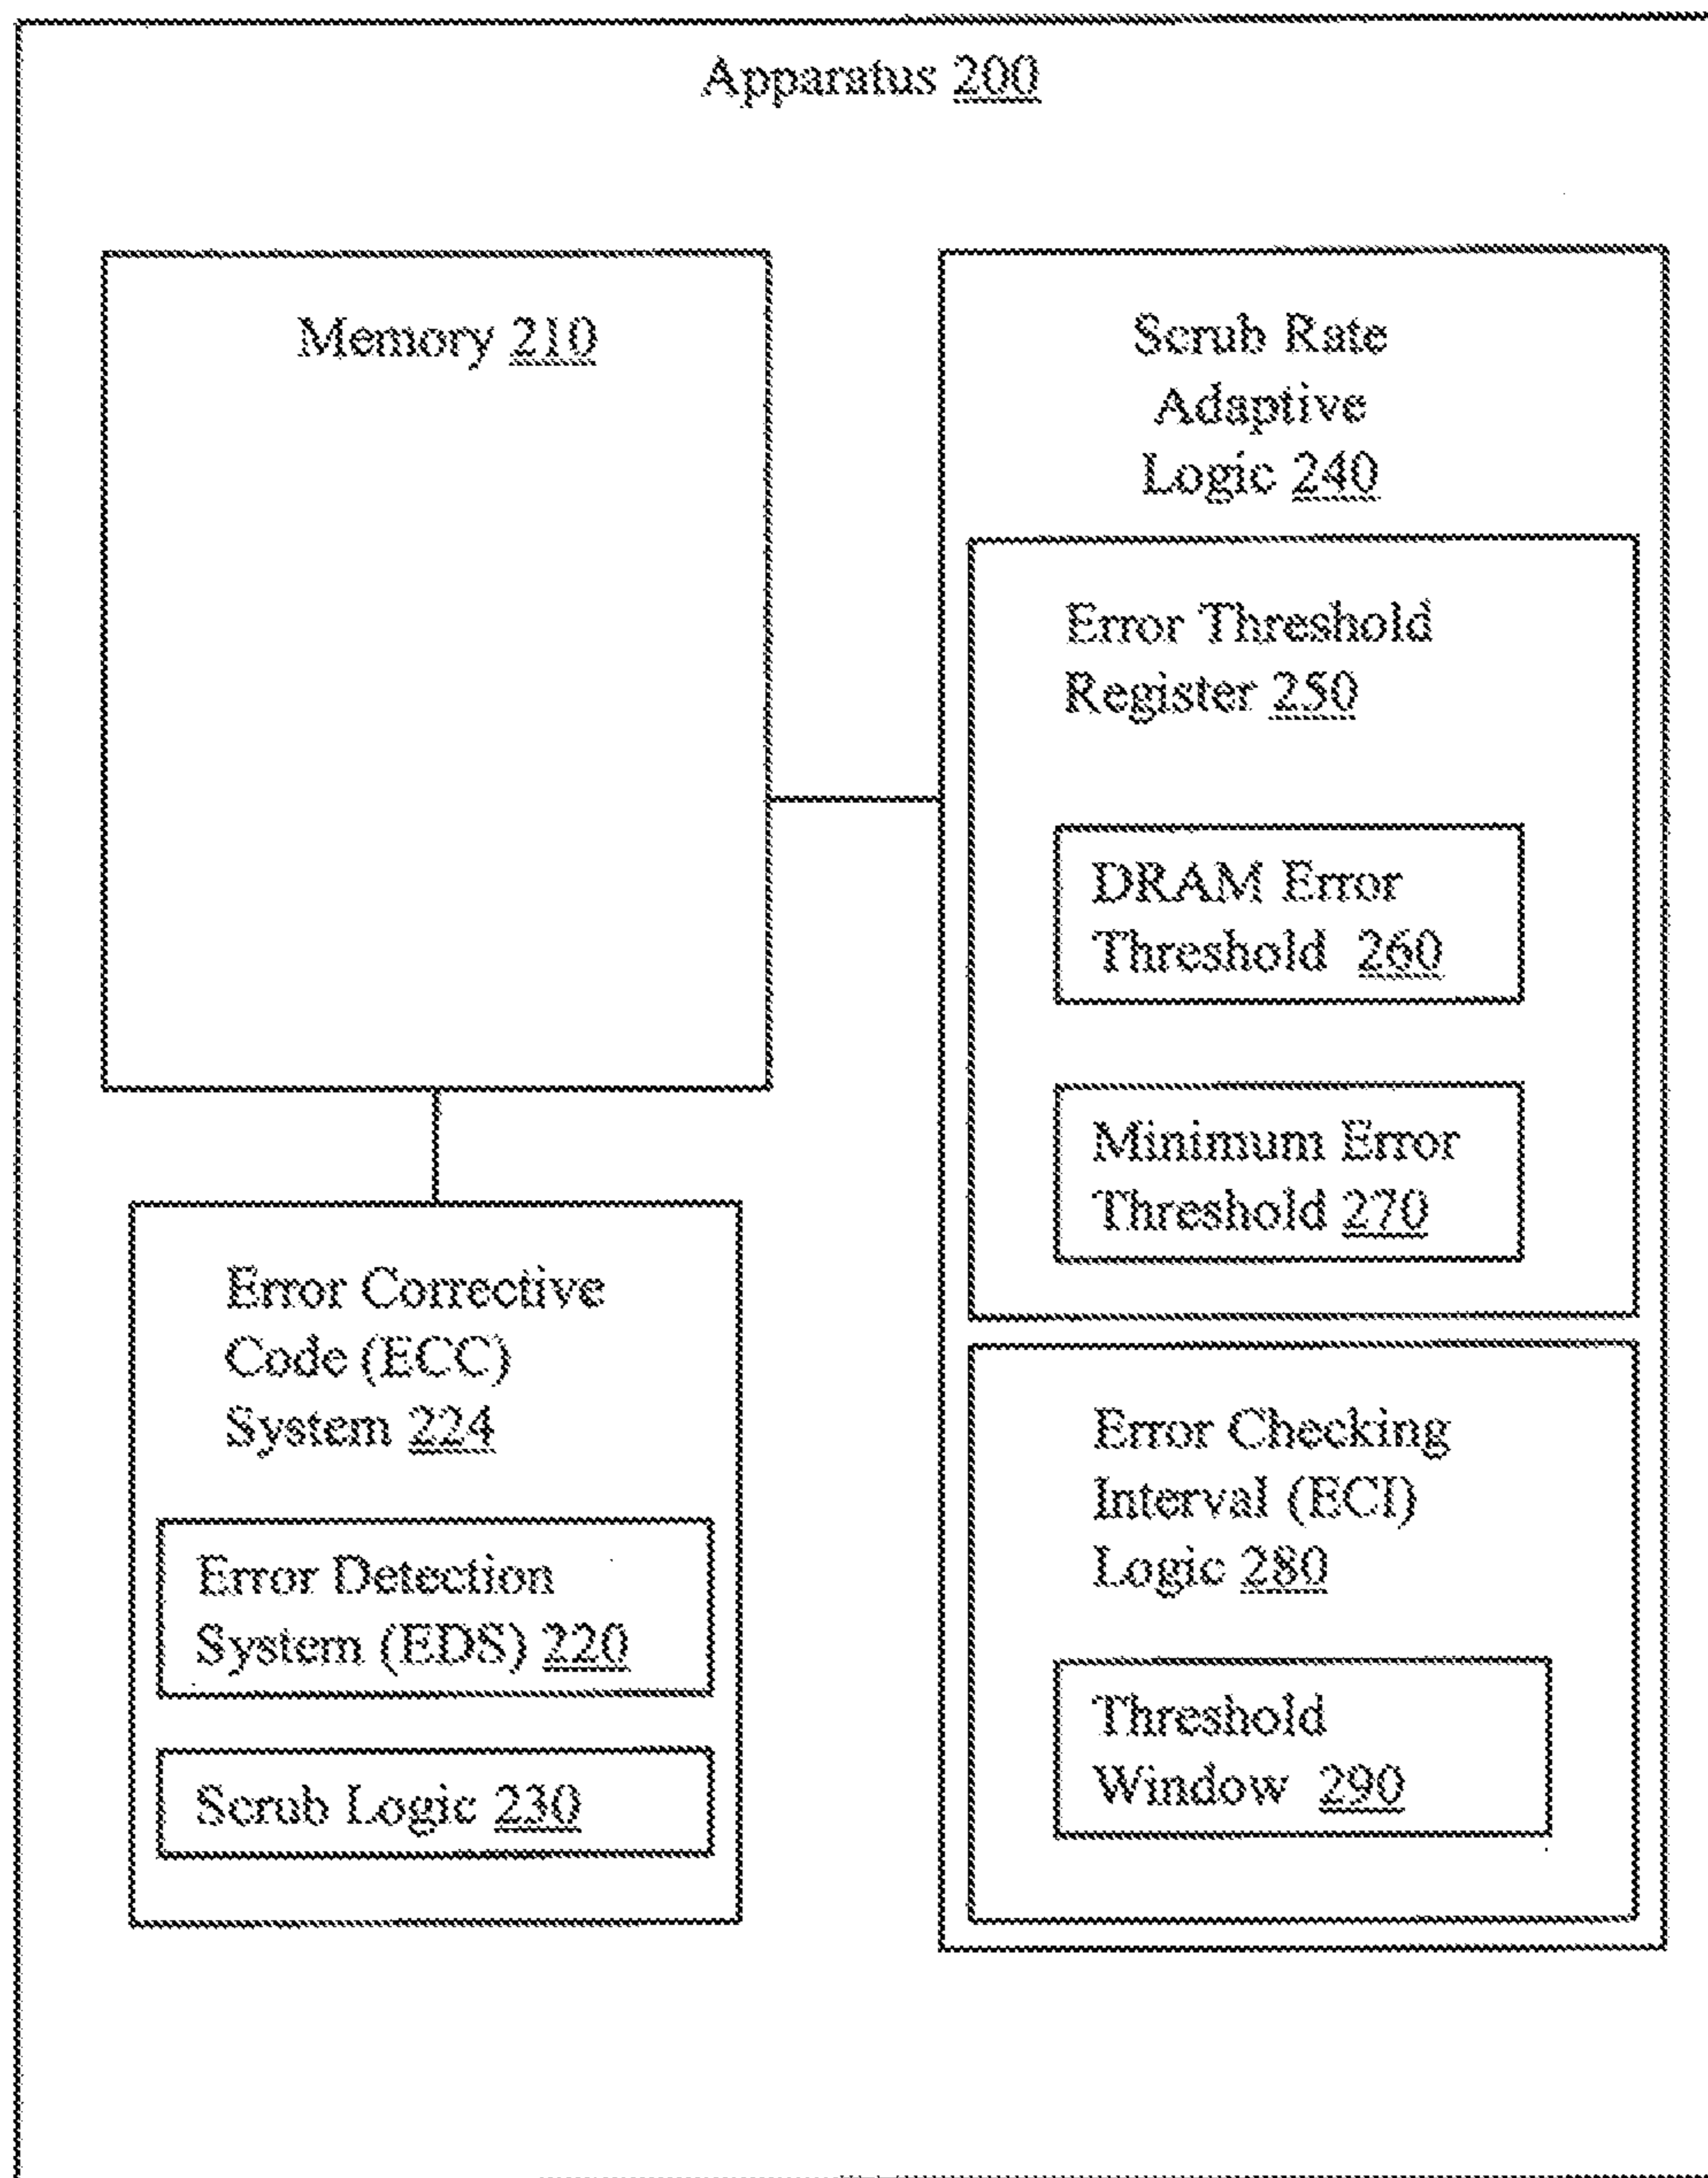 Apparatus 200
Memory 210
Scrub Rate
Adaptive
Logic 240
Error Threshold
Register 250
DRAM Error
Threshold 260
Minimum Error
Threshold 270
Error Corrective
Code (ECC)
System 224
Error Detection
System (EDS) 220
Scrub Logic 230
Error Checking
Interval (ECI)
Logic 280
Threshold
Window 290